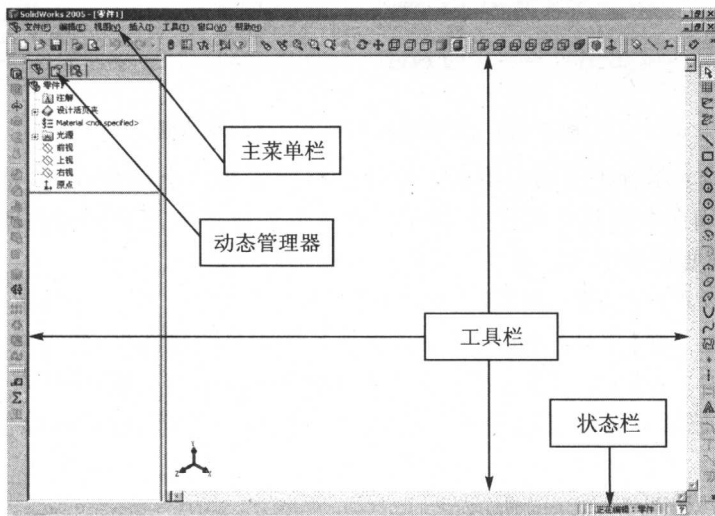 SolidWorks 2005 - [零件1]
文件(F) 编辑(E) 视图(V) 插入(I) 工具(T) 窗口(W) 帮助(H)
零件1
注解
设计活页夹
Material <not specified>
光源
前视
上视
右视
原点
主菜单栏
动态管理器
工具栏
状态栏
正在编辑：零件